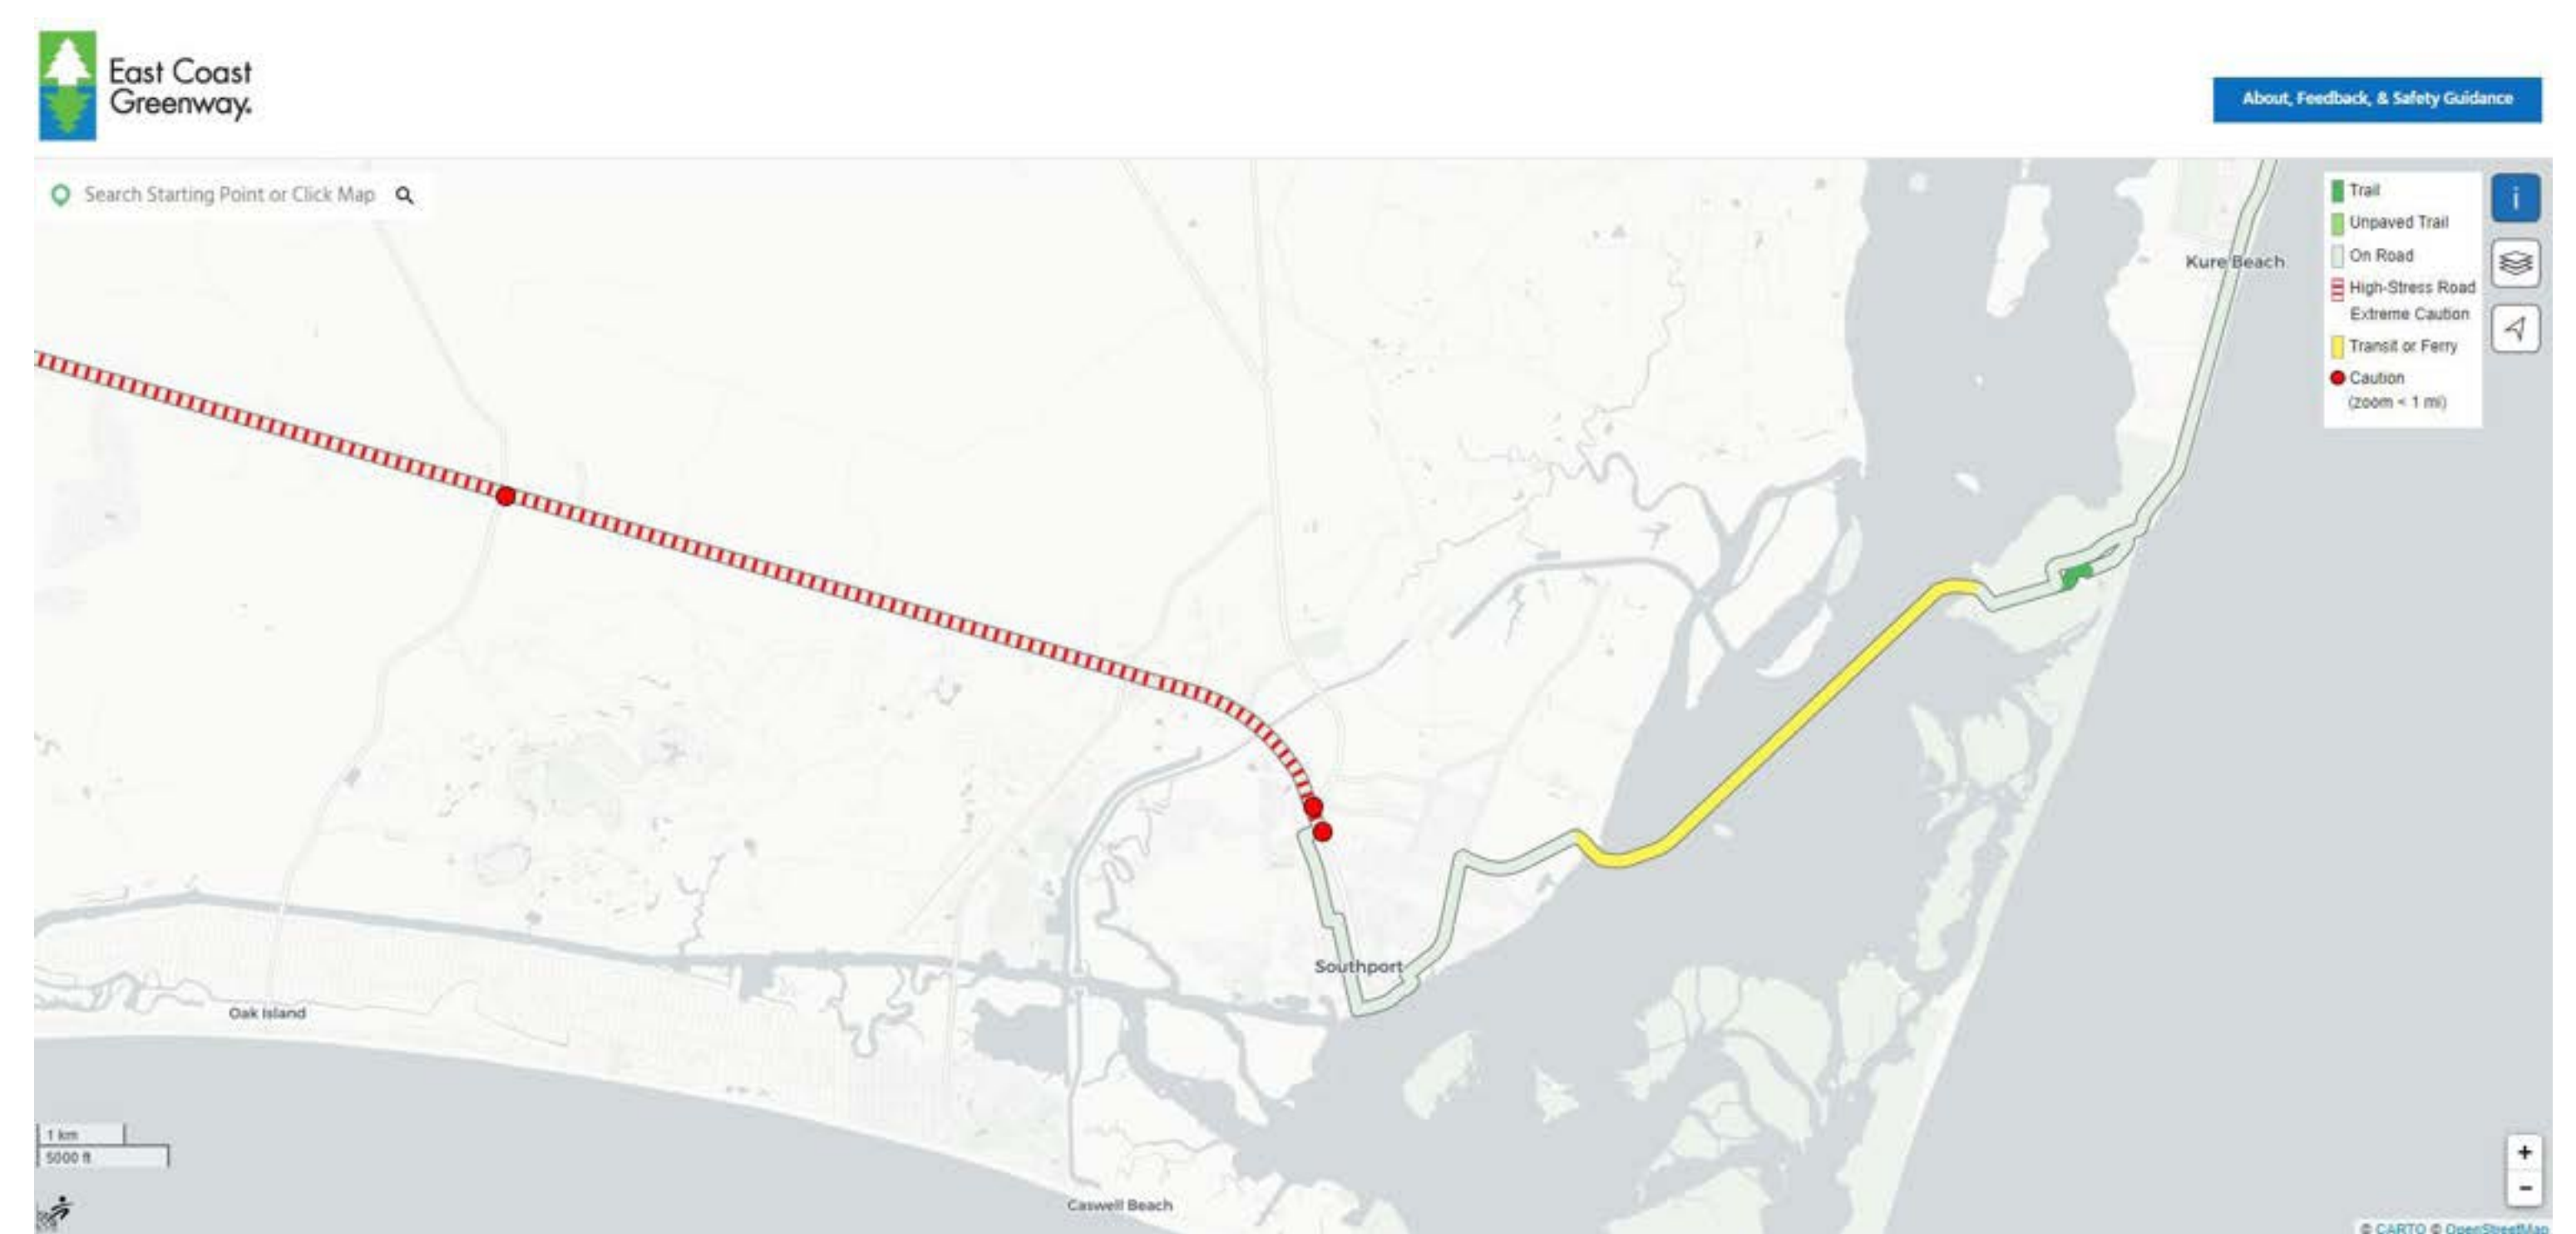 East Coast
Greenway.
About, Feedback, & Safety Guidance
Search Starting Point or Click Map
Trail
Unpaved Trail
On Road
High-Stress Road
Extreme Caution
Transit or Ferry
Caution
(zoom < 1 mi)
i
Kure Beach
Southport
Oak Island
Caswell Beach
1 km
5000 ft
+
−
© CARTO © OpenStreetMap